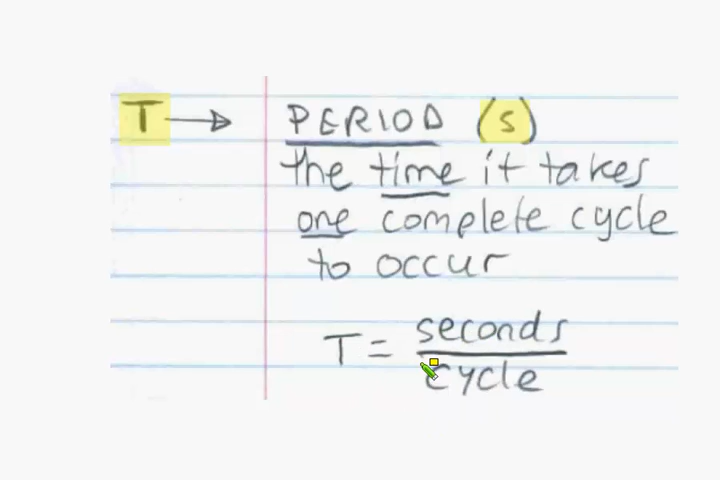 T → PERIOD (s)
the time it takes
one complete cycle
to occur
T = seconds
cycle